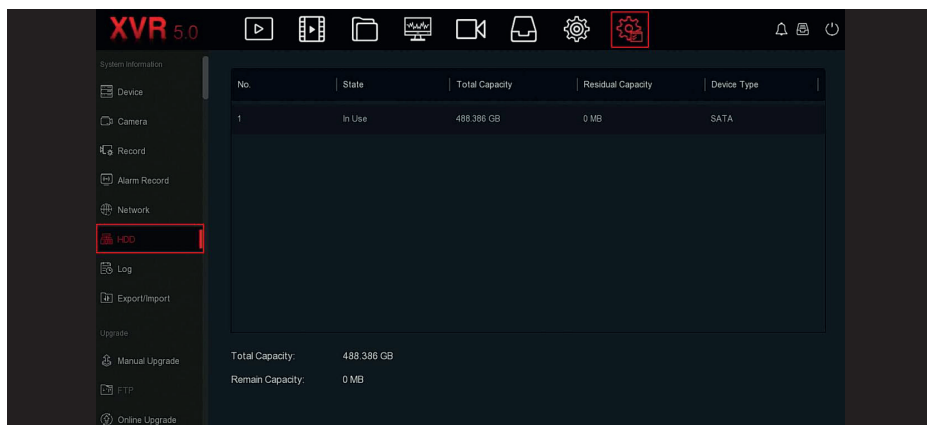 XVR 5.0
System Information
Device
Camera
Record
Alarm Record
Network
HDD
Log
Export/Import
Upgrade
Manual Upgrade
FTP
Online Upgrade
No. State Total Capacity Residual Capacity Device Type
1 In Use 488.386 GB 0 MB SATA
Total Capacity: 488.386 GB
Remain Capacity: 0 MB